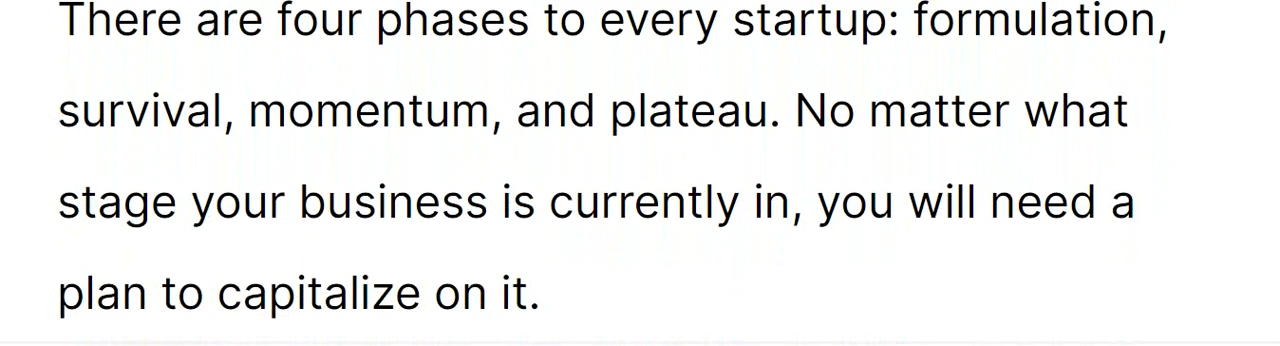 There are four phases to every startup: formulation,
survival, momentum, and plateau. No matter what
stage your business is currently in, you will need a
plan to capitalize on it.